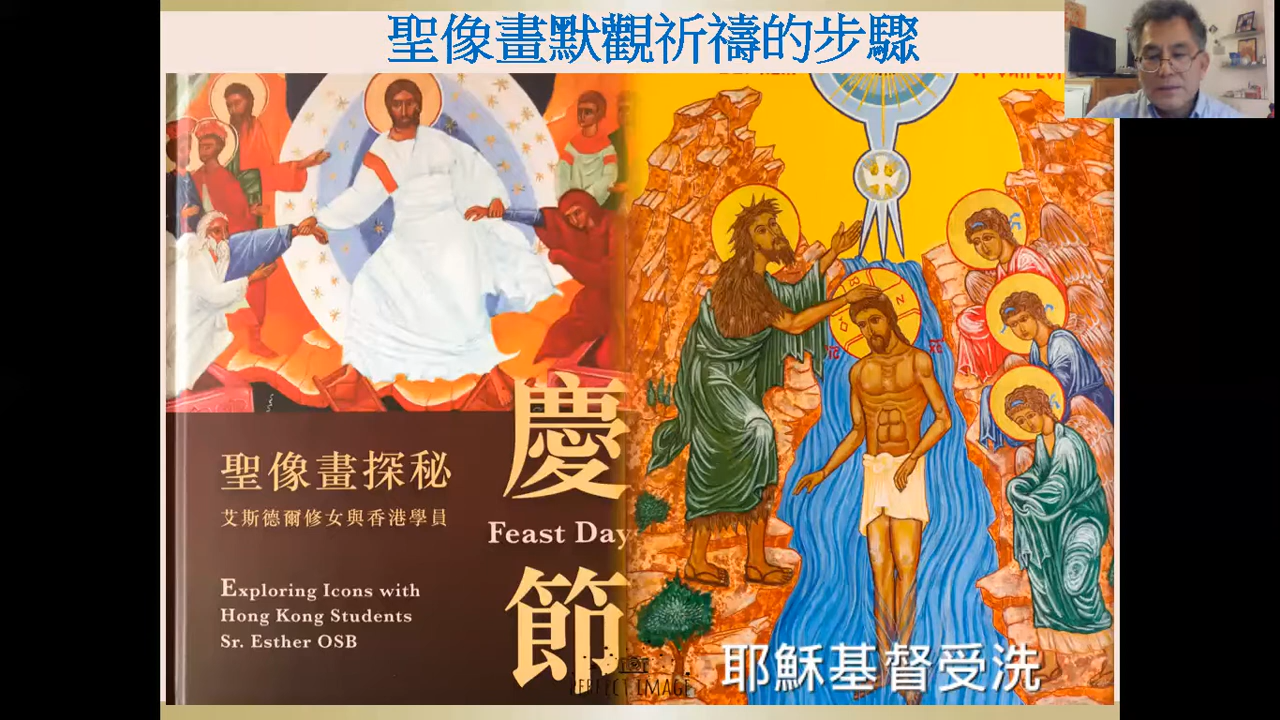 聖像畫默觀祈禱的步驟
慶節
Feast Day
聖像畫探秘
艾斯德爾修女與香港學員
Exploring Icons with
Hong Kong Students
Sr. Esther OSB
PERFECT IMAGE
耶穌基督受洗